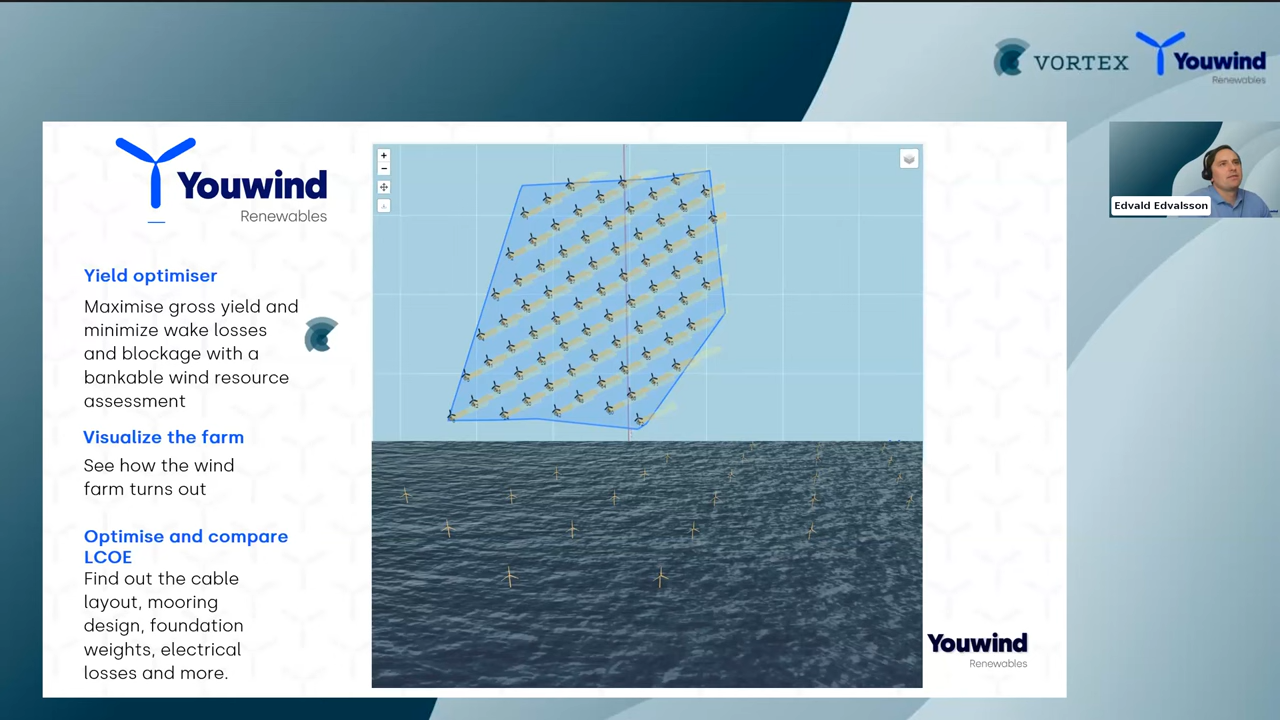 VORTEX
Youwind
Renewables
Youwind
Renewables
Edvald Edvalsson
Yield optimiser
Maximise gross yield and
minimize wake losses
and blockage with a
bankable wind resource
assessment
Visualize the farm
See how the wind
farm turns out
Optimise and compare
LCOE
Find out the cable
layout, mooring
design, foundation
weights, electrical
losses and more.
+
−
Youwind
Renewables